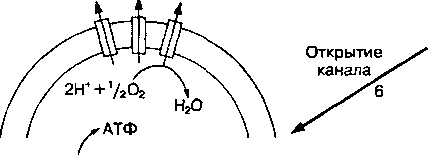 Открытие
канала
6
2H⁺ + ¹/₂O₂
H₂O
АТФ